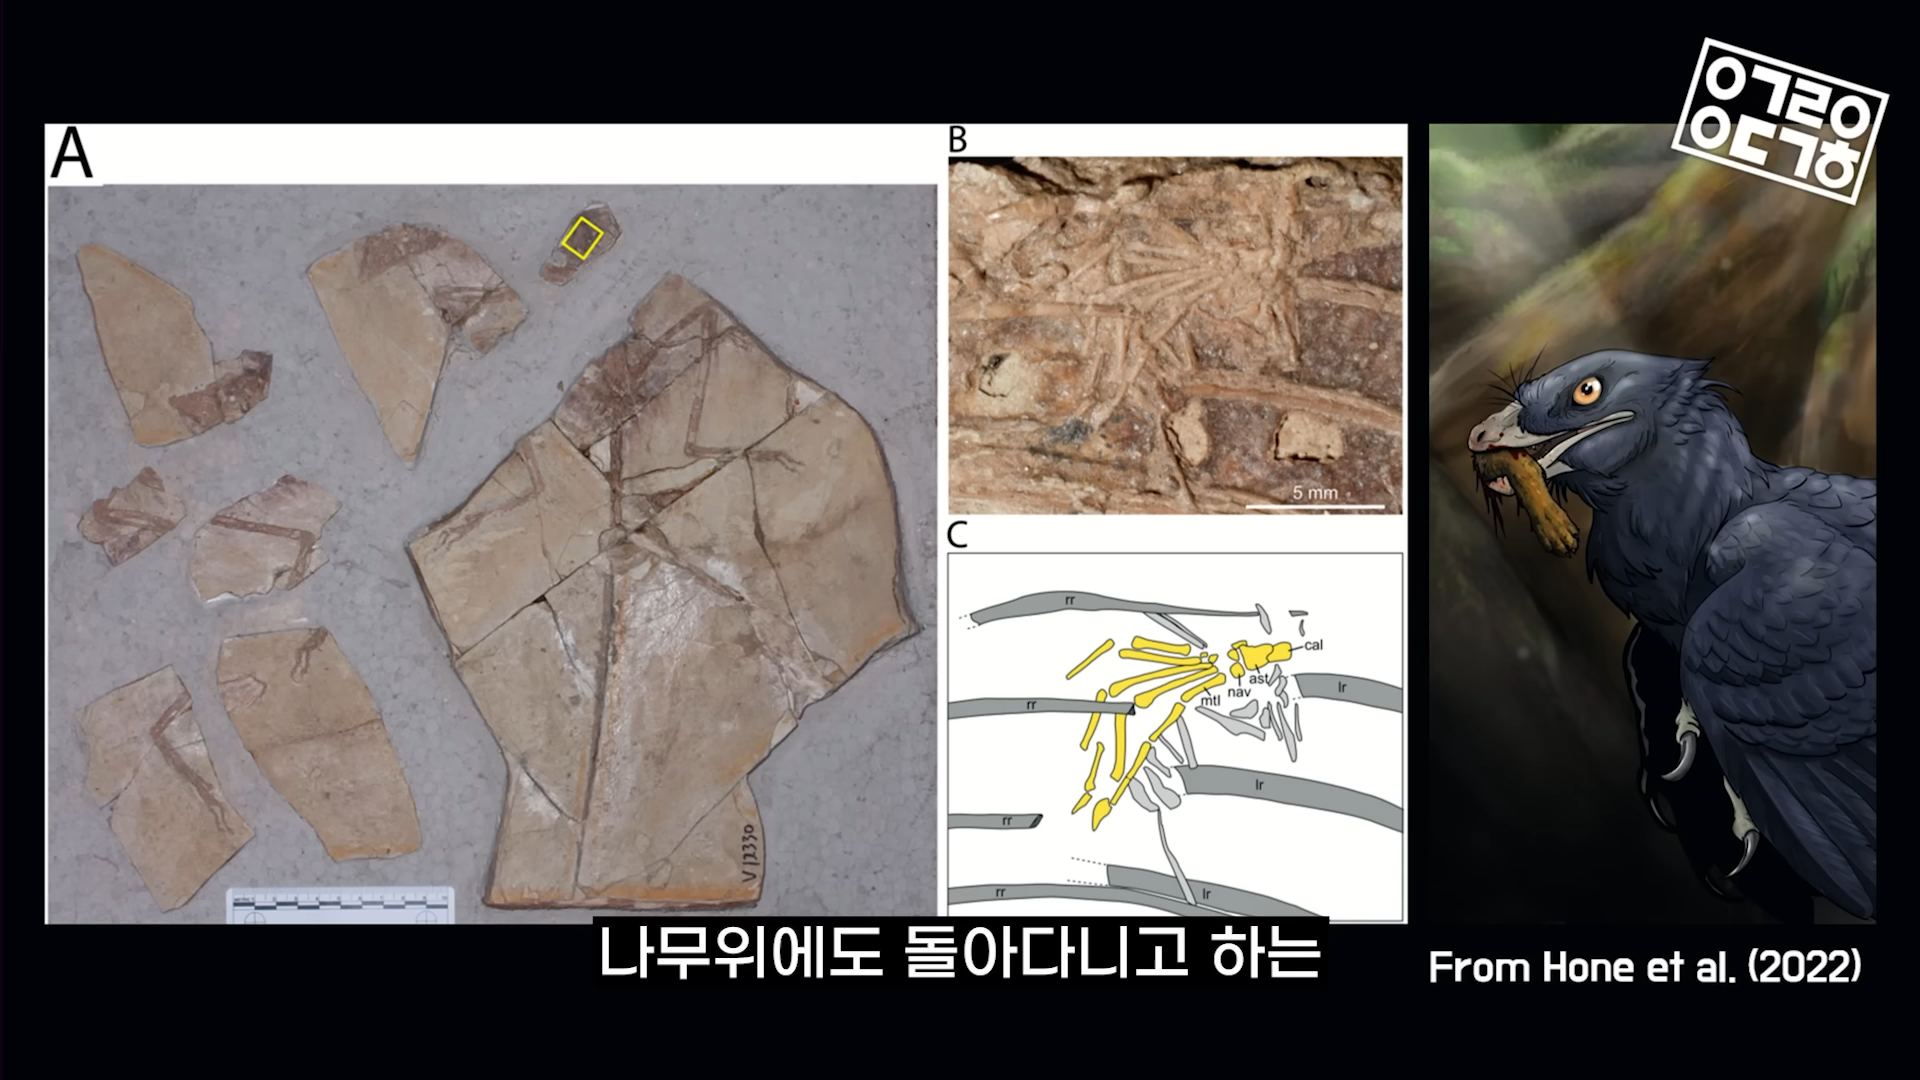 A
B
5 mm
C
rr
cal
ast
nav
mtl
lr
rr
lr
rr
rr
lr
V12330
나무위에도 돌아다니고 하는
From Hone et al. (2022)